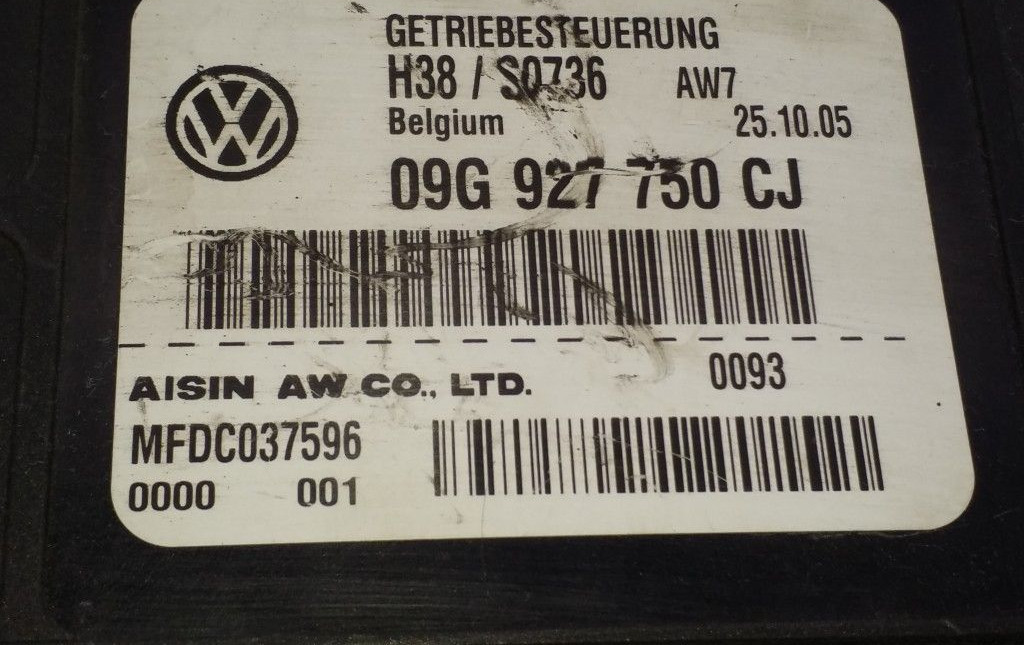 GETRIEBESTEUERUNG
H38 / S0736 AW7
Belgium 25.10.05
09G 927 750 CJ
AISIN AW CO., LTD. 0093
MFDC037596
0000 001